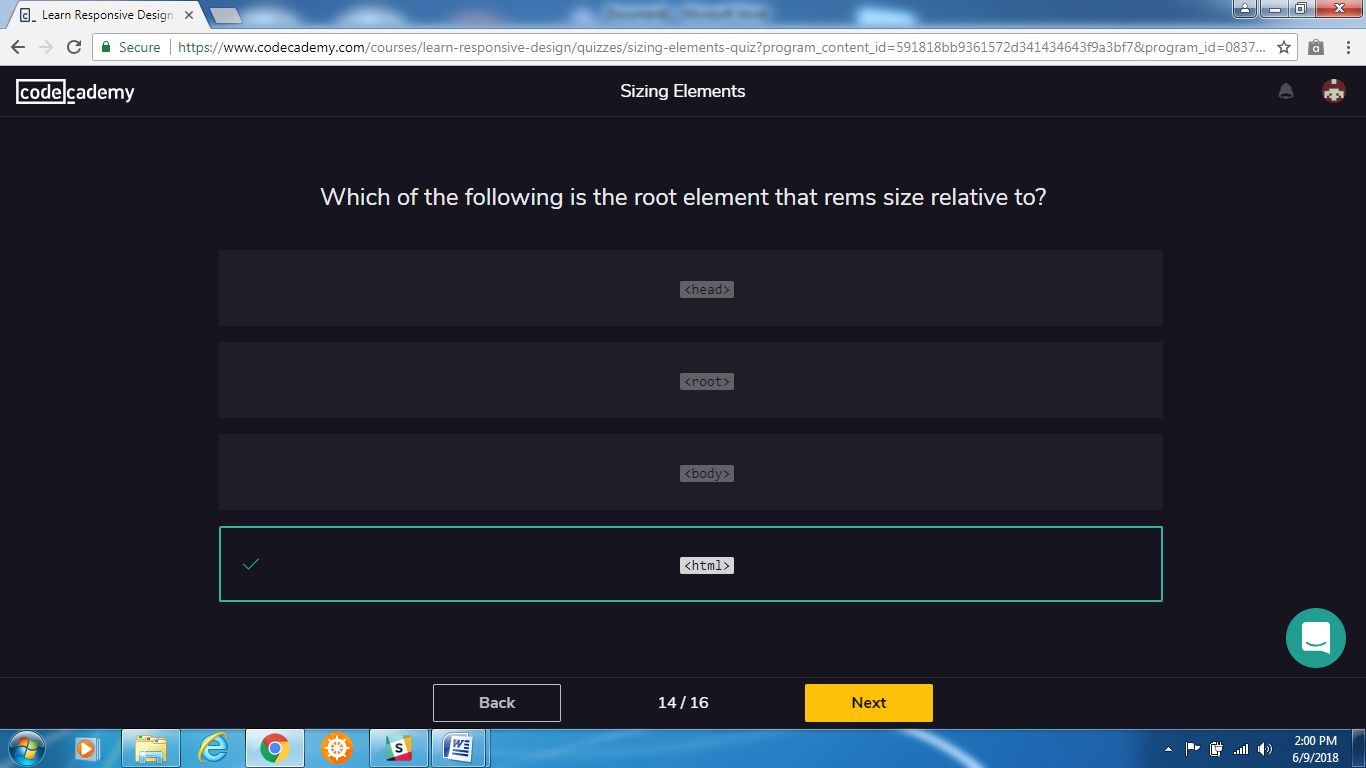 Learn Responsive Design
Secure
https://www.codecademy.com/courses/learn-responsive-design/quizzes/sizing-elements-quiz?program_content_id=591818bb9361572d341434643f9a3bf7&program_id=0837...
codecademy
Sizing Elements
Which of the following is the root element that rems size relative to?
<head>
<root>
<body>
<html>
Back
14 / 16
Next
2:00 PM
6/9/2018